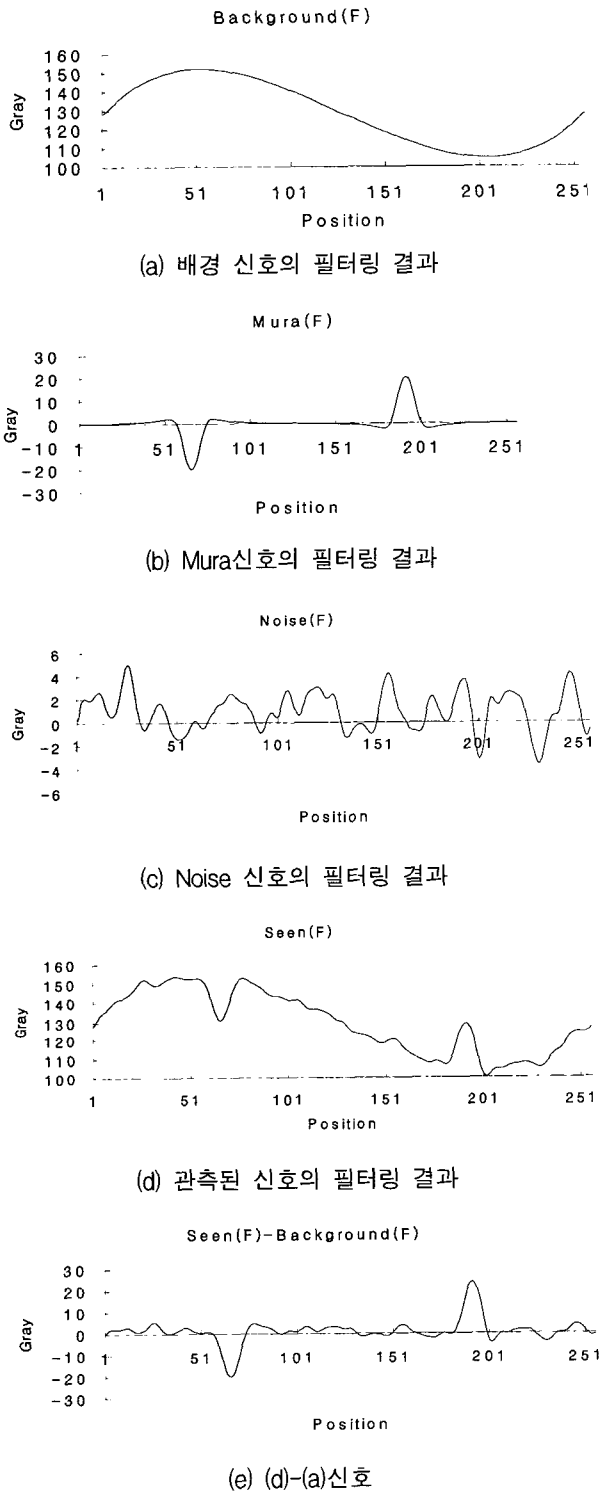 Background(F)
160
150
140
130
120
110
100
Gray
1 51 101 151 201 251
Position
(a) 배경 신호의 필터링 결과
Mura(F)
30
20
10
0
-10
-20
-30
Gray
1 51 101 151 201 251
Position
(b) Mura신호의 필터링 결과
Noise(F)
6
4
2
0
-2
-4
-6
Gray
1 51 101 151 201 251
Position
(c) Noise 신호의 필터링 결과
Seen(F)
160
150
140
130
120
110
100
Gray
1 51 101 151 201 251
Position
(d) 관측된 신호의 필터링 결과
Seen(F)-Background(F)
30
20
10
0
-10
-20
-30
Gray
1 51 101 151 201 251
Position
(e) (d)-(a)신호